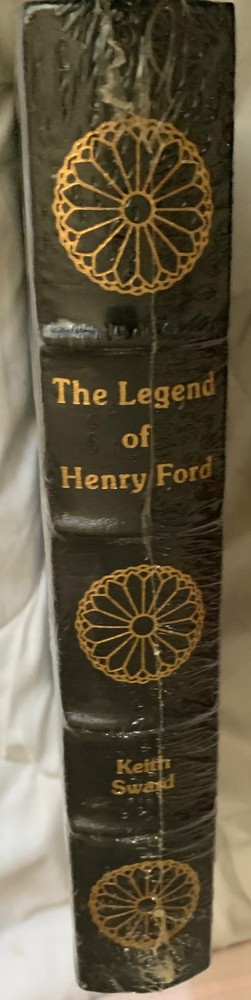 The Legend
of
Henry Ford
Keith
Sward